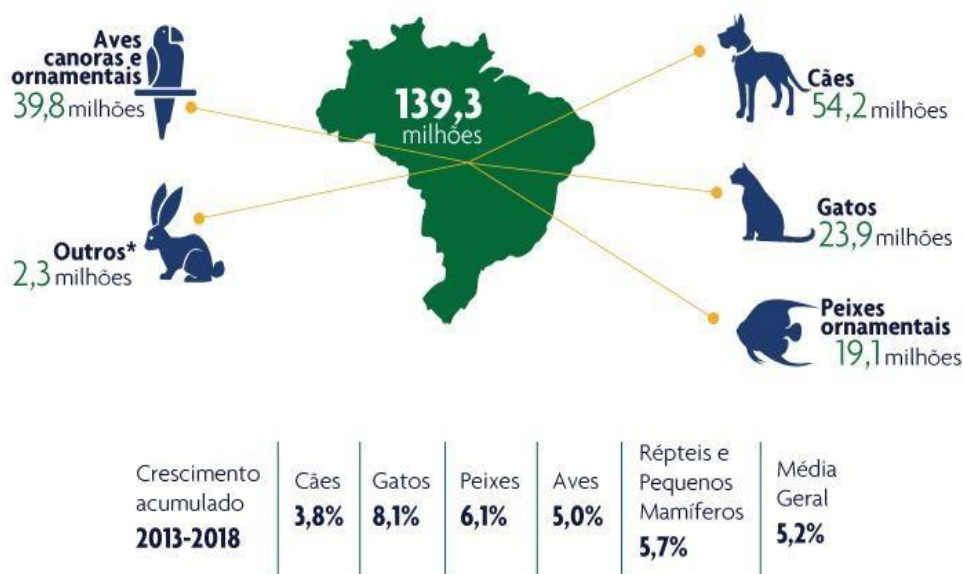 Aves
canoras e
ornamentais
39,8 milhões
139,3
milhões
Cães
54,2 milhões
Outros*
2,3 milhões
Gatos
23,9 milhões
Peixes
ornamentais
19,1 milhões
Crescimento
acumulado
2013-2018
Cães
3,8%
Gatos
8,1%
Peixes
6,1%
Aves
5,0%
Répteis e
Pequenos
Mamíferos
5,7%
Média
Geral
5,2%